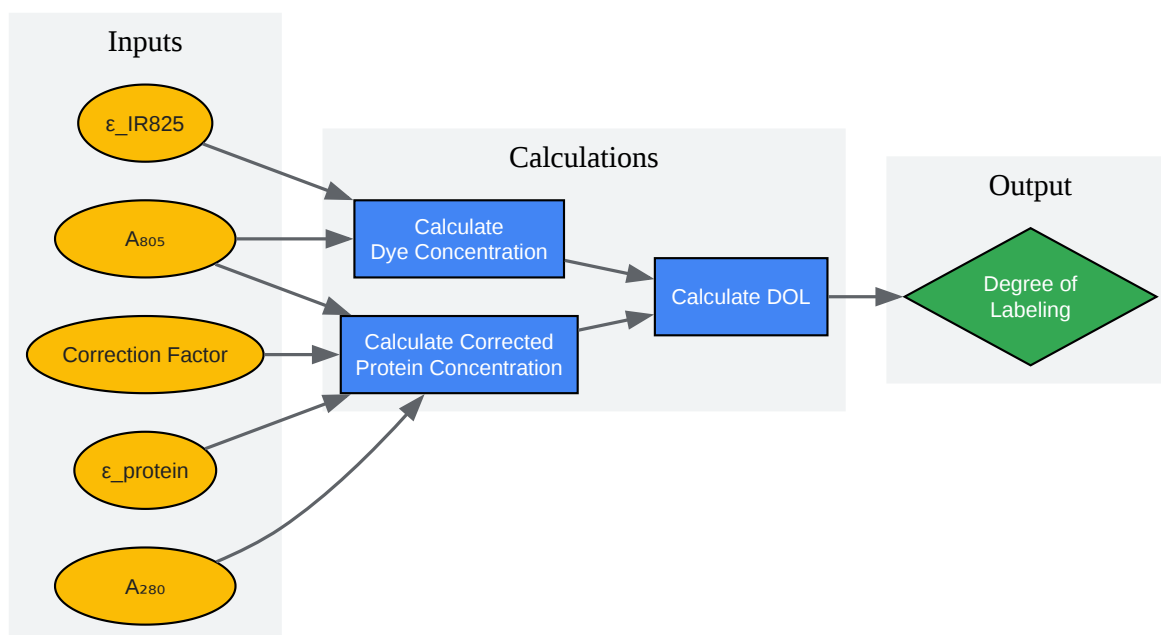 Inputs
ε_IR825
A₈₀₅
Correction Factor
ε_protein
A₂₈₀
Calculations
Calculate
Dye Concentration
Calculate Corrected
Protein Concentration
Calculate DOL
Output
Degree of
Labeling